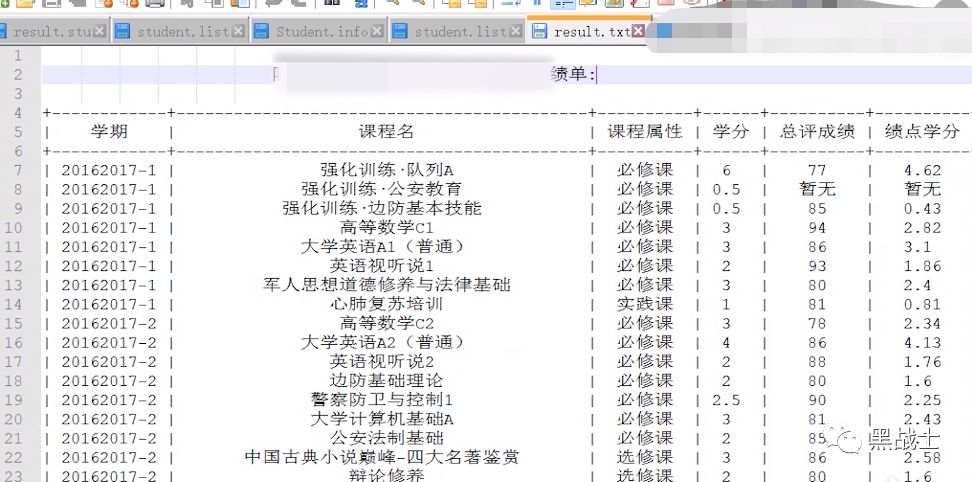 result.stu student.list Student.info student.list result.txt
1
2 绩单:
3
4
5 | 学期 | 课程名 | 课程属性 | 学分 | 总评成绩 | 绩点学分
6
7 | 20162017-1 | 强化训练·队列A | 必修课 | 6 | 77 | 4.62
8 | 20162017-1 | 强化训练·公安教育 | 必修课 | 0.5 | 暂无 | 暂无
9 | 20162017-1 | 强化训练·边防基本技能 | 必修课 | 0.5 | 85 | 0.43
10 | 20162017-1 | 高等数学C1 | 必修课 | 3 | 94 | 2.82
11 | 20162017-1 | 大学英语A1（普通） | 必修课 | 3 | 86 | 3.1
12 | 20162017-1 | 英语视听说1 | 必修课 | 2 | 93 | 1.86
13 | 20162017-1 | 军人思想道德修养与法律基础 | 必修课 | 3 | 80 | 2.4
14 | 20162017-1 | 心肺复苏培训 | 实践课 | 1 | 81 | 0.81
15 | 20162017-2 | 高等数学C2 | 必修课 | 3 | 78 | 2.34
16 | 20162017-2 | 大学英语A2（普通） | 必修课 | 4 | 86 | 4.13
17 | 20162017-2 | 英语视听说2 | 必修课 | 2 | 88 | 1.76
18 | 20162017-2 | 边防基础理论 | 必修课 | 2 | 80 | 1.6
19 | 20162017-2 | 警察防卫与控制1 | 必修课 | 2.5 | 90 | 2.25
20 | 20162017-2 | 大学计算机基础A | 必修课 | 3 | 81 | 2.43
21 | 20162017-2 | 公安法制基础 | 必修课 | 2 | 85
黑战士
22 | 20162017-2 | 中国古典小说巅峰-四大名著鉴赏 | 选修课 | 3 | 86 | 2.58
23 | 20162017-2 | 辩论修养 | 选修课 | 2 | 80 | 1.6